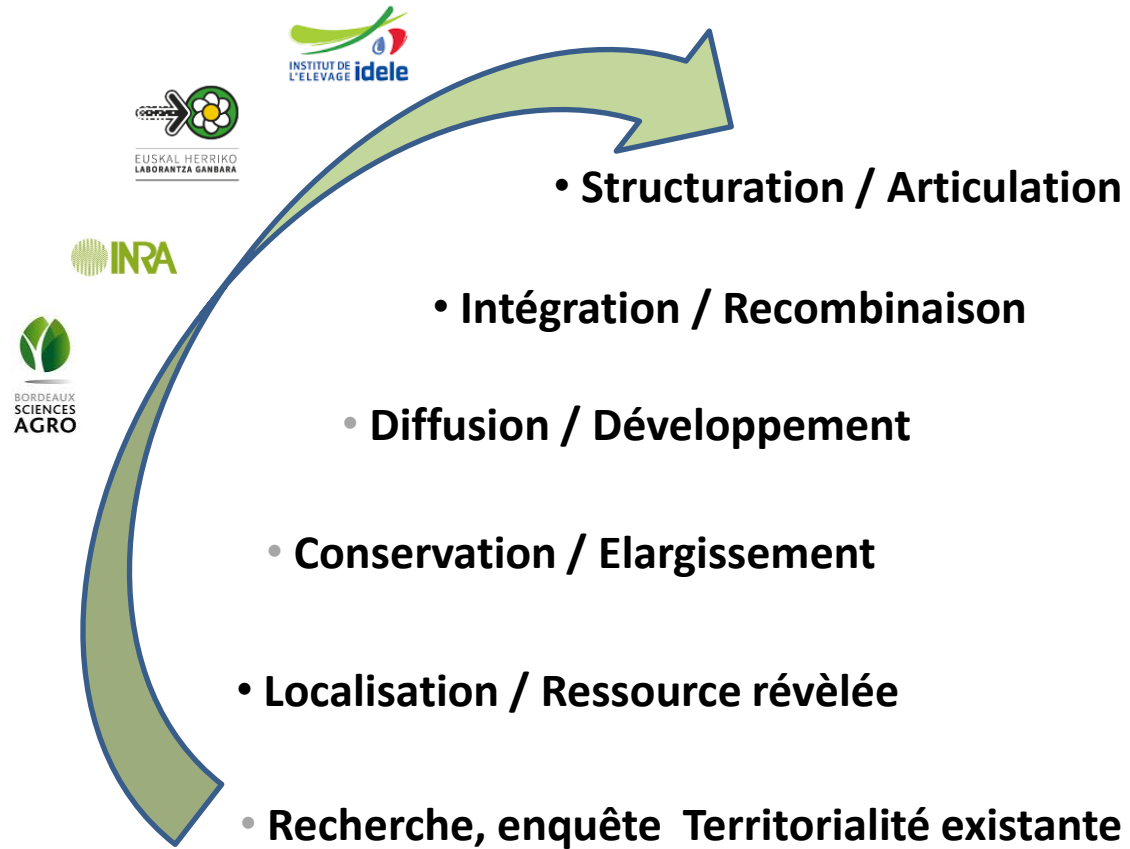 INSTITUT DE
L'ELEVAGE idele
EUSKAL HERRIKO
LABORANTZA GANBARA
• Structuration / Articulation
INRA
• Intégration / Recombinaison
BORDEAUX
SCIENCES
AGRO
• Diffusion / Développement
• Conservation / Elargissement
• Localisation / Ressource révèlée
• Recherche, enquête Territorialité existante